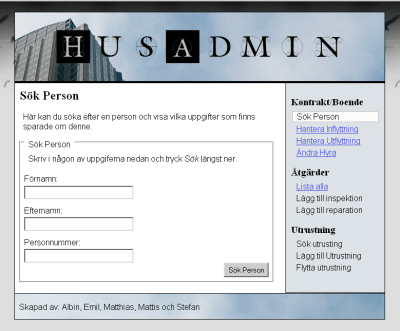 HUSADMIN
Sök Person
Här kan du söka efter en person och visa vilka uppgifter som finns
sparade om denne.
Sök Person
Skriv i någon av uppgiferna nedan och tryck Sök längst ner.
Förnamn:
Efternamn:
Personnummer:
Sök Person
Kontrakt/Boende
Sök Person
Hantera Inflyttning
Hantera Utflyttning
Ändra Hyra
Åtgärder
Lista alla
Lägg till inspektion
Lägg till reparation
Utrustning
Sök utrusting
Lägg till Utrustning
Flytta utrustning
Skapad av: Albin, Emil, Matthias, Mattis och Stefan